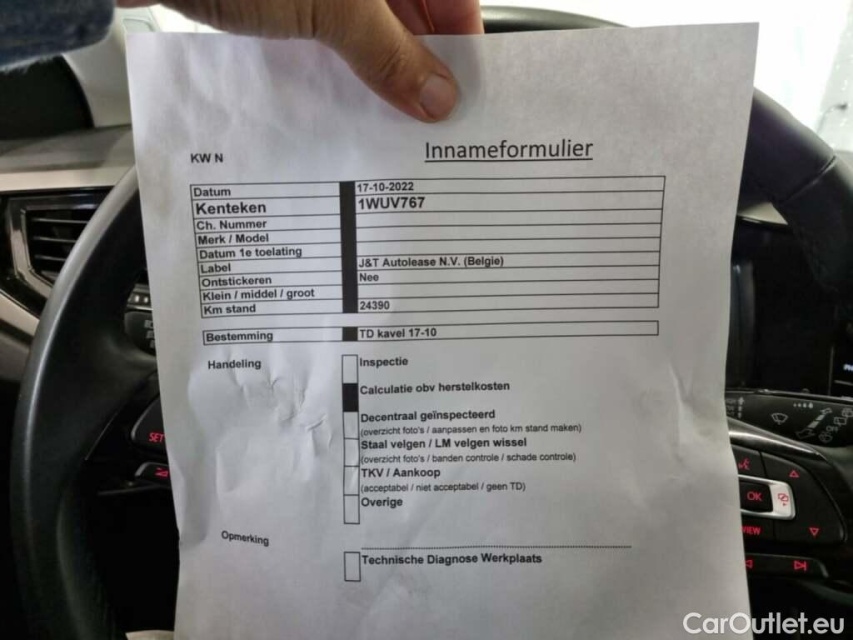 KW N
Innameformulier
Datum 17-10-2022
Kenteken 1WUV767
Ch. Nummer
Merk / Model
Datum 1e toelating
Label J&T Autolease N.V. (Belgie)
Ontstickeren Nee
Klein / middel / groot
Km stand 24390
Bestemming TD kavel 17-10
Handeling Inspectie
Calculatie obv herstelkosten
Decentraal geïnspecteerd
(overzicht foto's / aanpassen en foto km stand maken)
Staal velgen / LM velgen wissel
(overzicht foto's / banden controle / schade controle)
TKV / Aankoop
(acceptabel / niet acceptabel / geen TD)
Overige
Opmerking
Technische Diagnose Werkplaats
SET
OK
VIEW
CarOutlet.eu